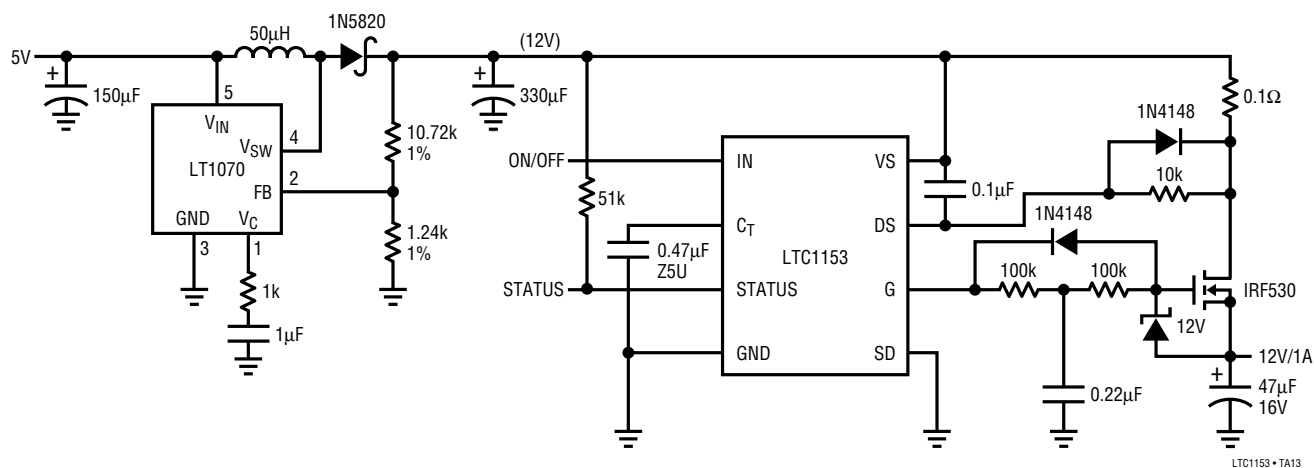 5V
+
150µF
50µH
1N5820
5
V_IN
V_SW
4
LT1070
FB
2
GND
V_C
3
1
1k
1µF
10.72k
1%
1.24k
1%
+
330µF
(12V)
ON/OFF
51k
0.47µF
Z5U
STATUS
IN
C_T
STATUS
GND
LTC1153
VS
DS
G
SD
0.1µF
1N4148
10k
0.1Ω
1N4148
100k
100k
0.22µF
12V
IRF530
12V/1A
+
47µF
16V
LTC1153 • TA13